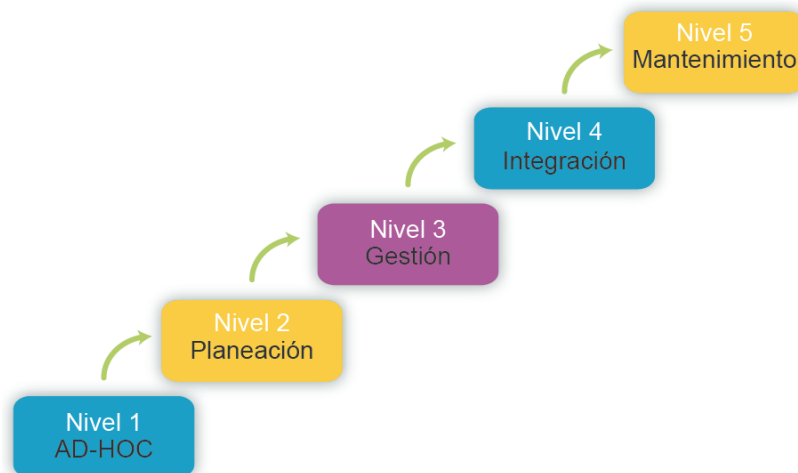 Nivel 5
Mantenimiento
Nivel 4
Integración
Nivel 3
Gestión
Nivel 2
Planeación
Nivel 1
AD-HOC